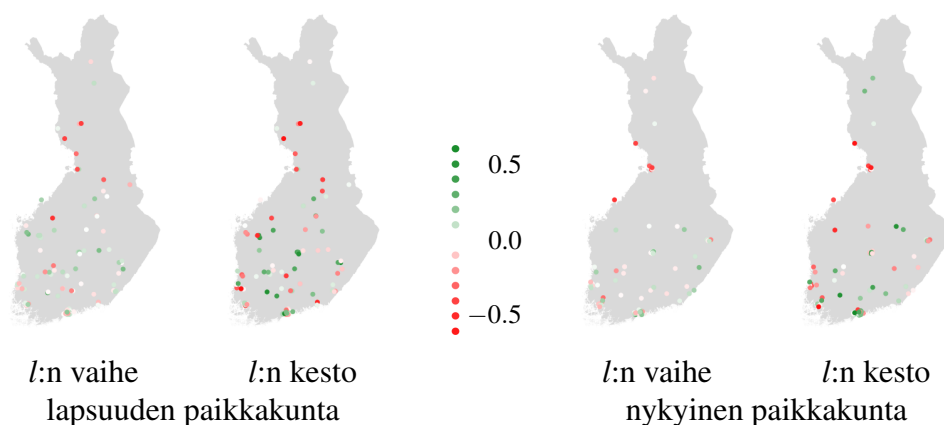 0.5
0.0
−0.5
l:n vaihe
l:n kesto
lapsuuden paikkakunta
l:n vaihe
l:n kesto
nykyinen paikkakunta